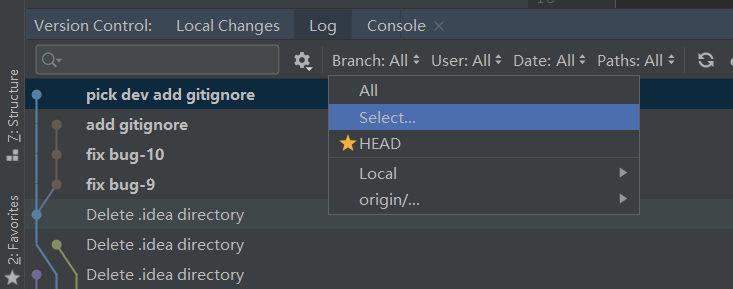 16
Version Control: Local Changes Log Console ×
Branch: All User: All Date: All Paths: All
pick dev add gitignore
add gitignore
fix bug-10
fix bug-9
Delete .idea directory
Delete .idea directory
Delete .idea directory
All
Select...
HEAD
Local
origin/...
7: Structure
2: Favorites